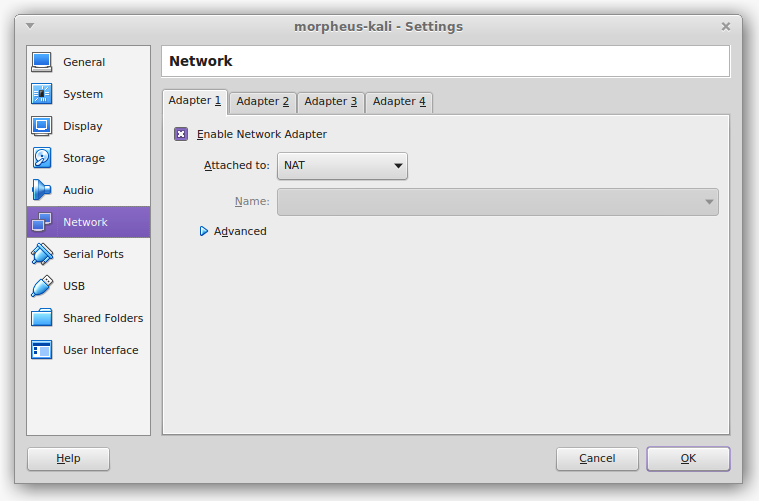 morpheus-kali - Settings
General
System
Display
Storage
Audio
Network
Serial Ports
USB
Shared Folders
User Interface
Network
Adapter 1
Adapter 2
Adapter 3
Adapter 4
Enable Network Adapter
Attached to: NAT
Name:
Advanced
Help
Cancel
OK